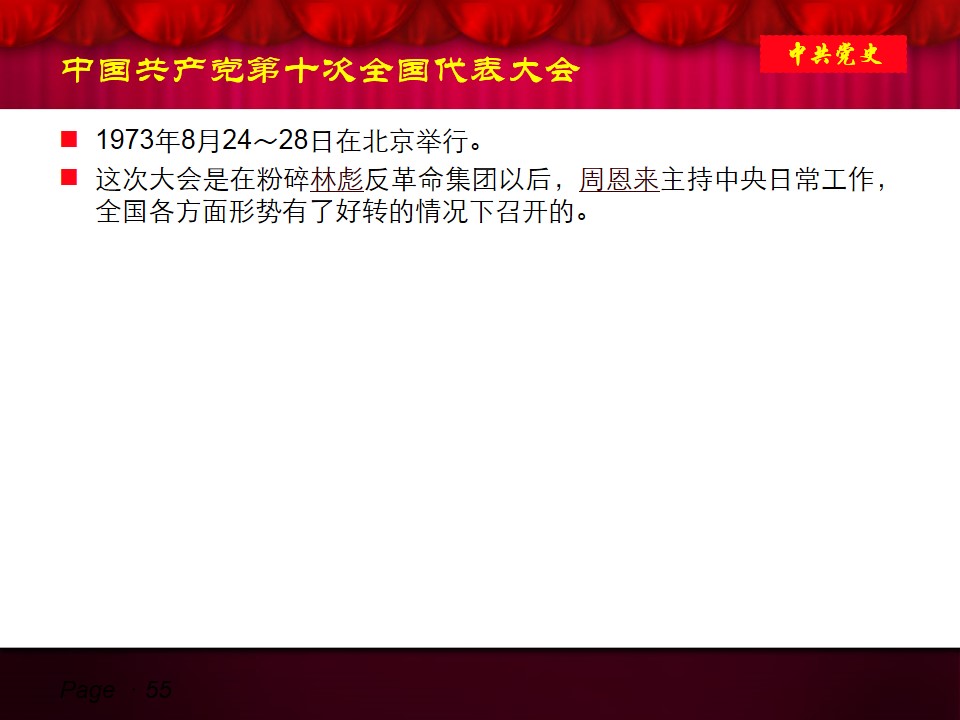 中国共产党第十次全国代表大会
中共党史
1973年8月24～28日在北京举行。
这次大会是在粉碎林彪反革命集团以后，周恩来主持中央日常工作，
全国各方面形势有了好转的情况下召开的。
Page 55